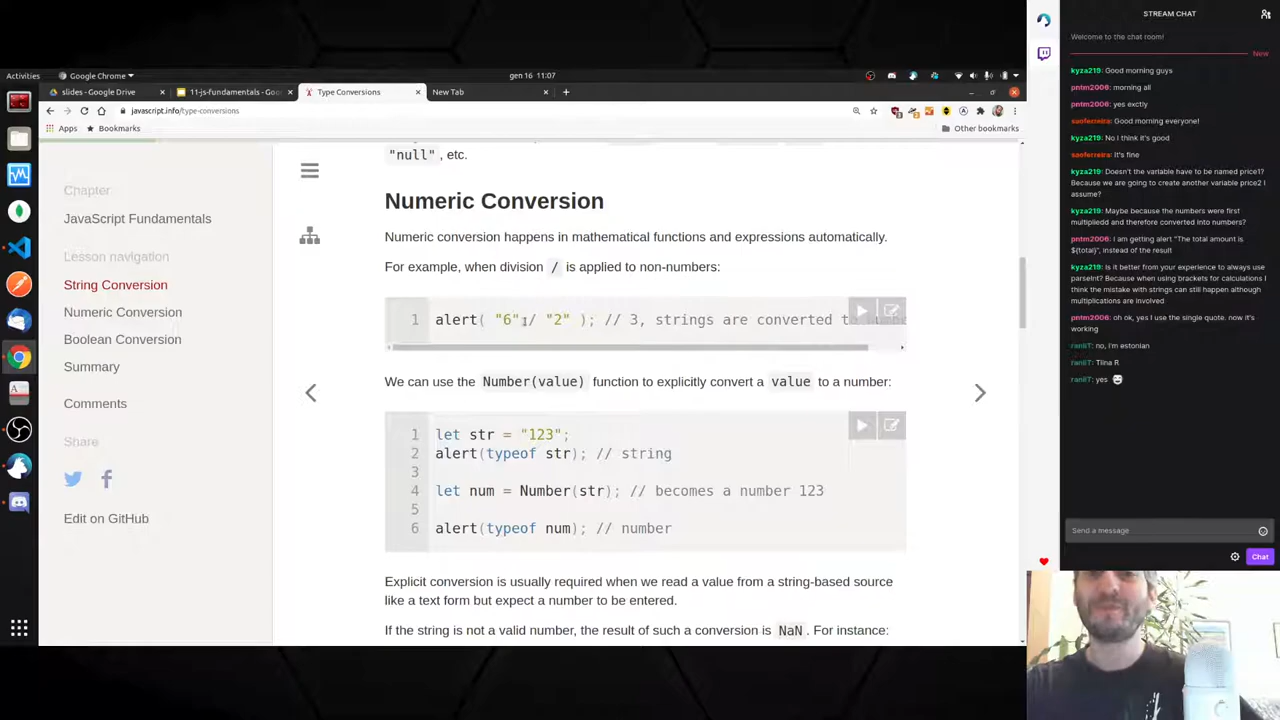 Activities
Google Chrome
gen 16 11:07
slides - Google Drive
11-js-fundamentals - Goo
Type Conversions
New Tab
javascript.info/type-conversions
Apps
Bookmarks
Other bookmarks
Chapter
JavaScript Fundamentals
Lesson navigation
String Conversion
Numeric Conversion
Boolean Conversion
Summary
Comments
Share
Edit on GitHub
"null", etc.
Numeric Conversion
Numeric conversion happens in mathematical functions and expressions automatically.
For example, when division / is applied to non-numbers:
1 alert( "6" / "2" ); // 3, strings are converted to numbe
We can use the Number(value) function to explicitly convert a value to a number:
1 let str = "123";
2 alert(typeof str); // string
3
4 let num = Number(str); // becomes a number 123
5
6 alert(typeof num); // number
Explicit conversion is usually required when we read a value from a string-based source
like a text form but expect a number to be entered.
If the string is not a valid number, the result of such a conversion is NaN. For instance:
STREAM CHAT
Welcome to the chat room!
New
kyza219: Good morning guys
pntm2006: morning all
pntm2006: yes exctly
saoferreira: Good morning everyone!
kyza219: No I think it's good
saoferreira: It's fine
kyza219: Doesn't the variable have to be named price1?
Because we are going to create another variable price2 I
assume?
kyza219: Maybe because the numbers were first
multipliedd and therefore converted into numbers?
pntm2006: I am getting alert "The total amount is
${total}", instead of the result
kyza219: Is it better from your experience to always use
parseInt? Because when using brackets for calculations I
think the mistake with strings can still happen although
multiplications are involved
pntm2006: oh ok, yes I use the single quote. now it's
working
raniiT: no, i'm estonian
raniiT: Tiina R
raniiT: yes
Send a message
Chat